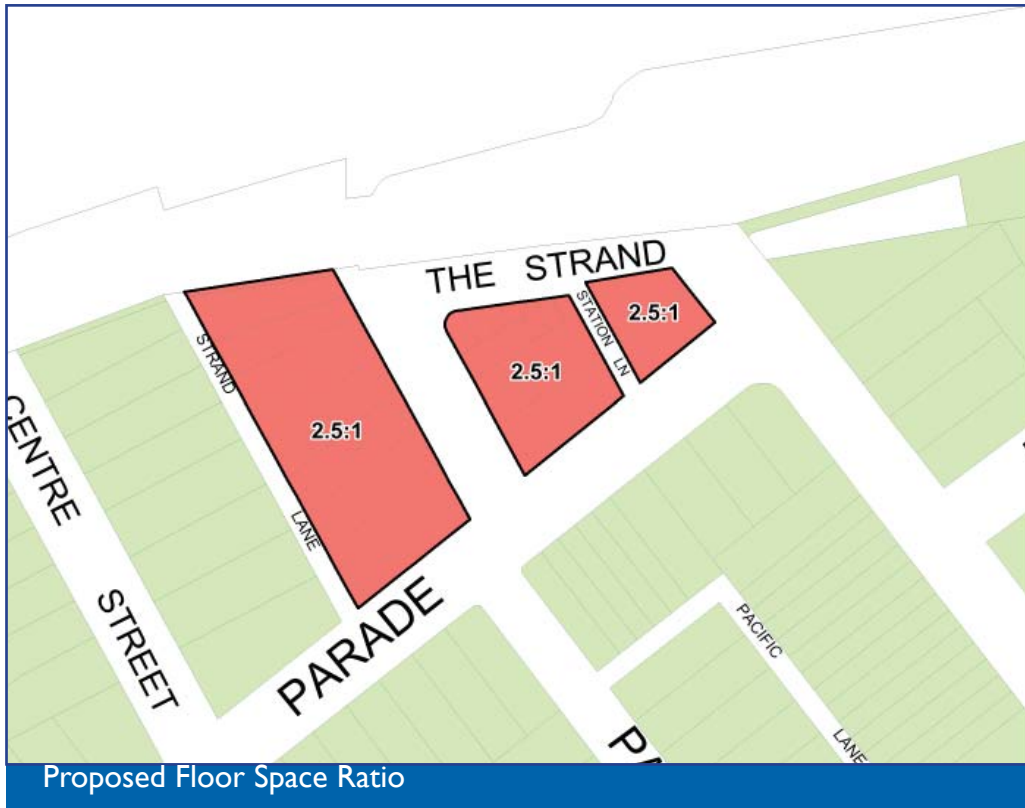 THE STRAND
STATION LN
2.5:1
2.5:1
2.5:1
STRAND
LANE
CENTRE
STREET
PARADE
PACIFIC
LANE
Proposed Floor Space Ratio